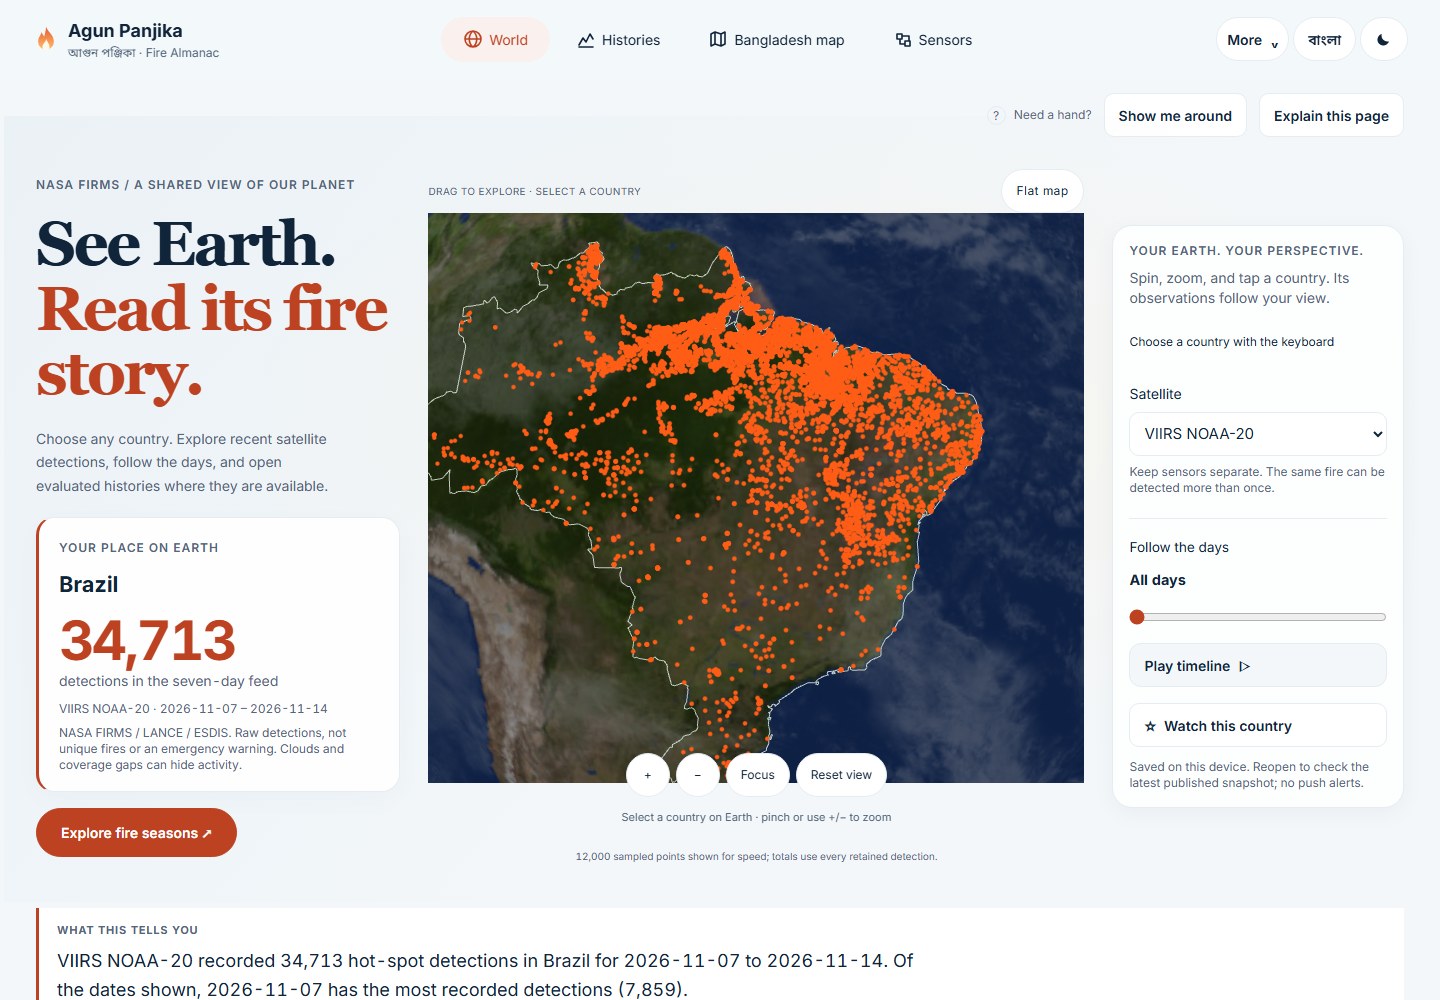 Agun Panjika
আগুন পঞ্জিকা · Fire Almanac
World
Histories
Bangladesh map
Sensors
More
বাংলা
? Need a hand?
Show me around
Explain this page
NASA FIRMS / A SHARED VIEW OF OUR PLANET
See Earth.
Read its fire
story.
Choose any country. Explore recent satellite
detections, follow the days, and open
evaluated histories where they are available.
YOUR PLACE ON EARTH
Brazil
34,713
detections in the seven-day feed
VIIRS NOAA-20 · 2026-11-07 – 2026-11-14
NASA FIRMS / LANCE / ESDIS. Raw detections, not
unique fires or an emergency warning. Clouds and
coverage gaps can hide activity.
Explore fire seasons ↗
DRAG TO EXPLORE · SELECT A COUNTRY
Flat map
+
−
Focus
Reset view
Select a country on Earth · pinch or use +/− to zoom
12,000 sampled points shown for speed; totals use every retained detection.
YOUR EARTH. YOUR PERSPECTIVE.
Spin, zoom, and tap a country. Its
observations follow your view.
Choose a country with the keyboard
Satellite
VIIRS NOAA-20
Keep sensors separate. The same fire can be
detected more than once.
Follow the days
All days
Play timeline
☆ Watch this country
Saved on this device. Reopen to check the
latest published snapshot; no push alerts.
WHAT THIS TELLS YOU
VIIRS NOAA-20 recorded 34,713 hot-spot detections in Brazil for 2026-11-07 to 2026-11-14. Of
the dates shown, 2026-11-07 has the most recorded detections (7,859).